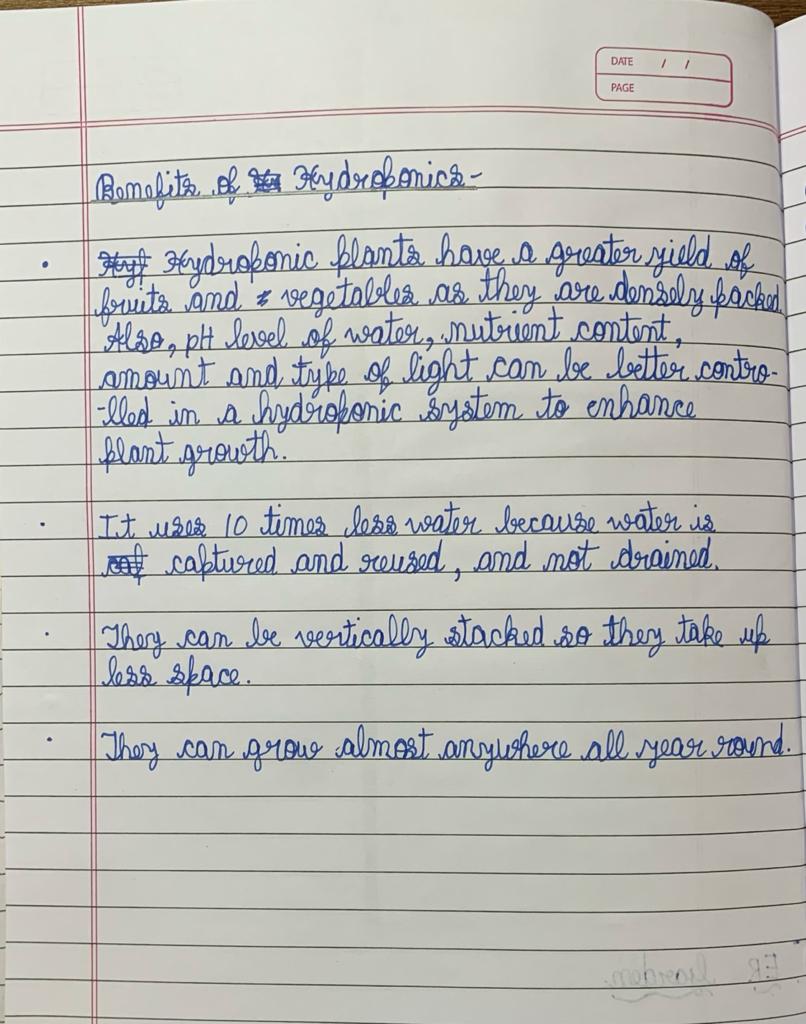 DATE / /
PAGE
Benefits of Hydroponics-
• Hydroponic plants have a greater yield of
fruits and vegetables as they are densely packed.
Also, pH level of water, nutrient content,
amount and type of light can be better contro-
-lled in a hydroponic system to enhance
plant growth.
• It uses 10 times less water because water is
captured and reused, and not drained.
• They can be vertically stacked so they take up
less space.
• They can grow almost anywhere all year round.